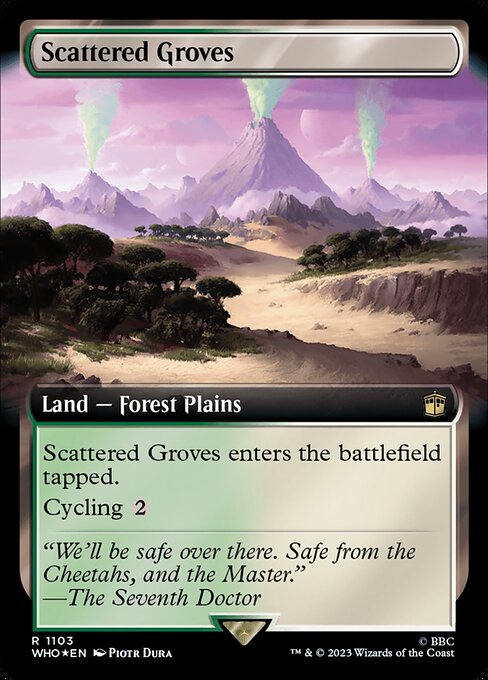 Scattered Groves
Land — Forest Plains
Scattered Groves enters the battlefield
tapped.
Cycling 2
“We’ll be safe over there. Safe from the
Cheetahs, and the Master.”
—The Seventh Doctor
R 1103
WHO★EN Piotr Dura
© BBC
™ & © 2023 Wizards of the Coast